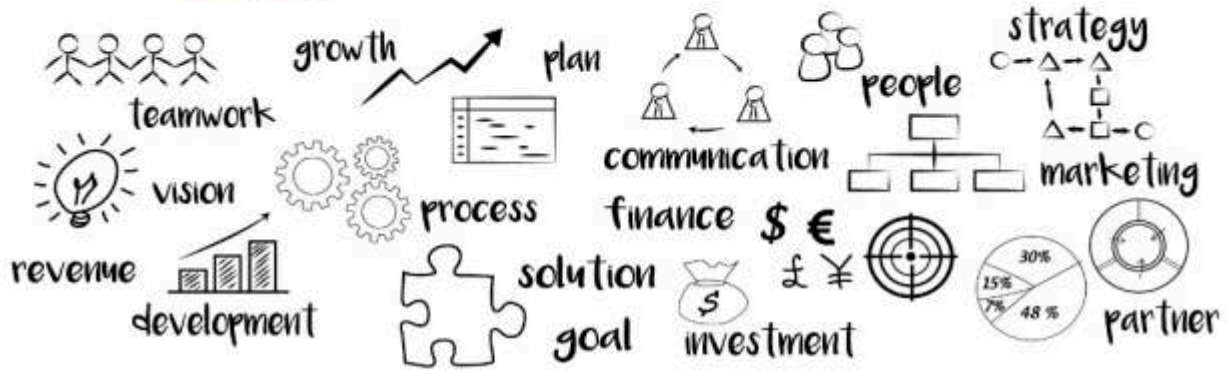 growth
plan
strategy
people
teamwork
communication
marketing
vision
process
finance
$ €
£ ¥
revenue
solution
$
30%
15%
7%
48 %
development
goal
investment
partner